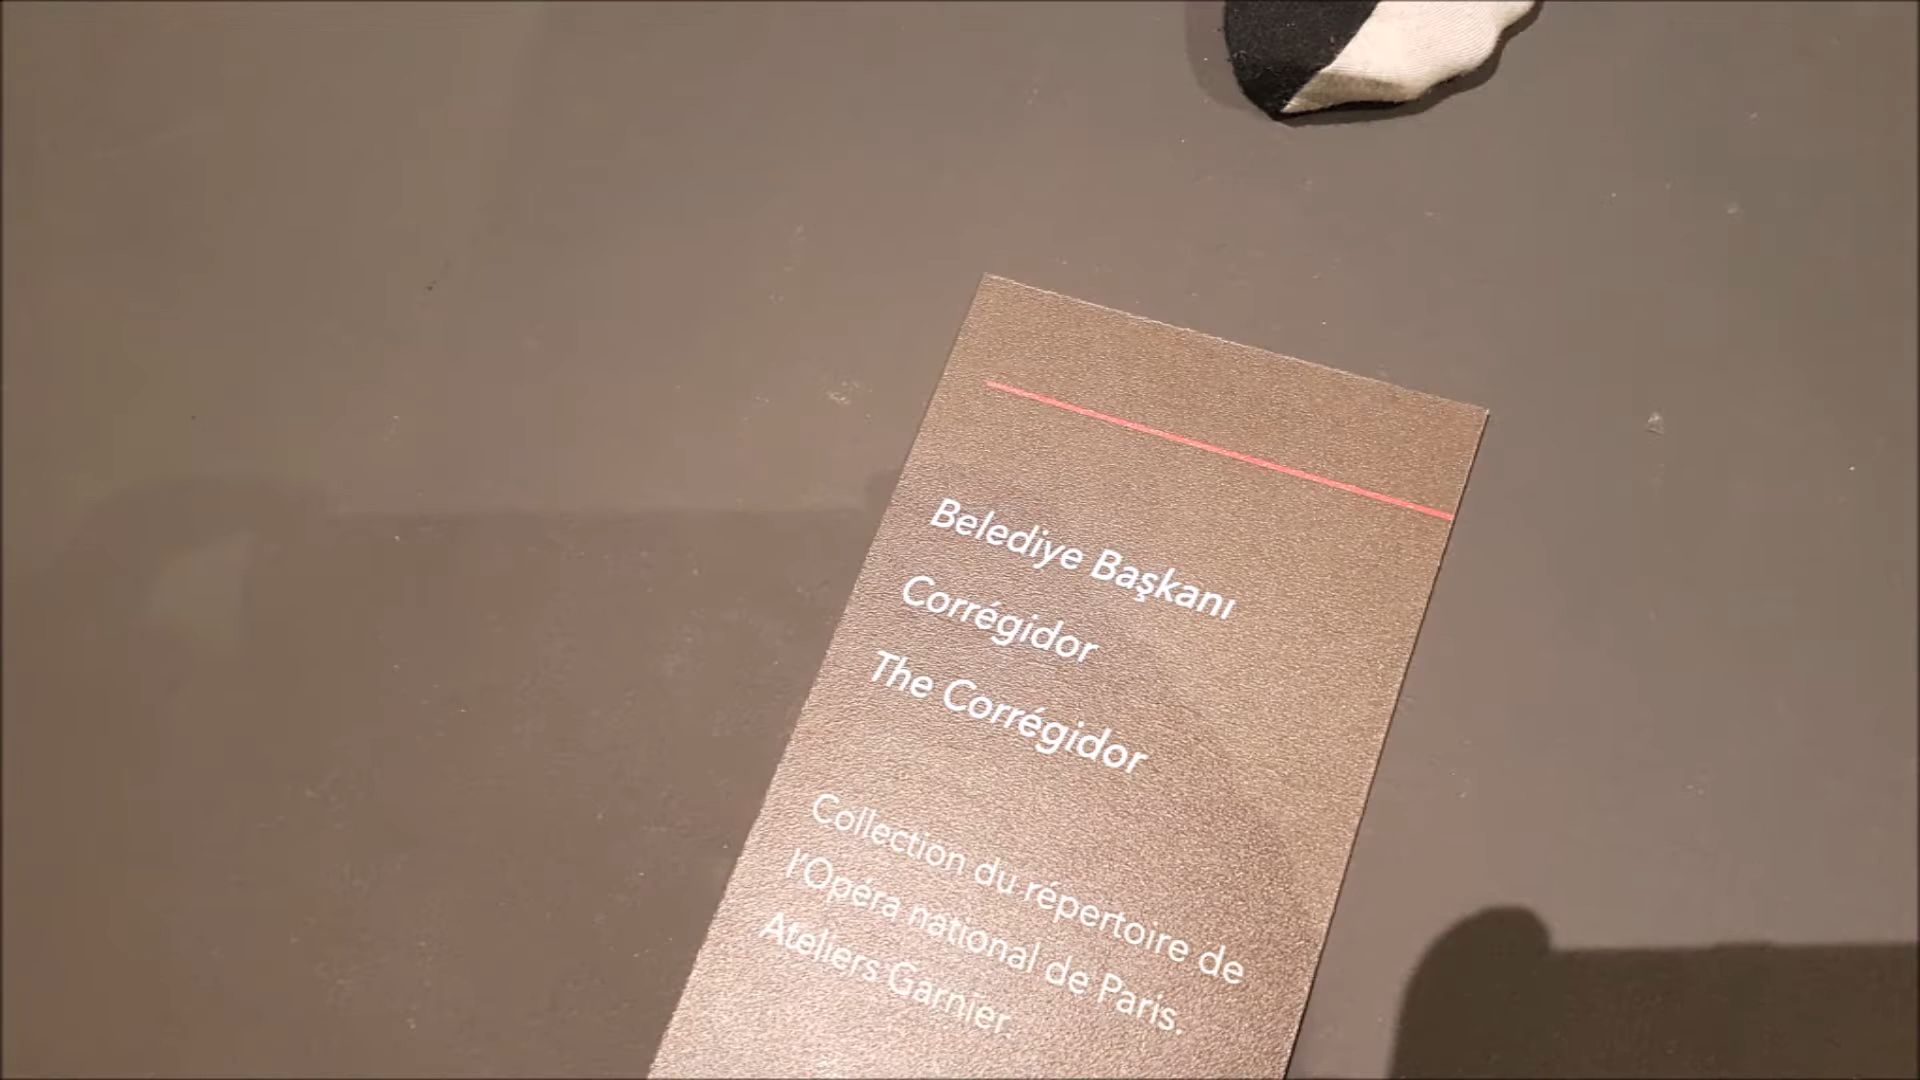 Belediye Başkanı
Corrégidor
The Corrégidor
Collection du répertoire de
l'Opéra national de Paris.
Ateliers Garnier.